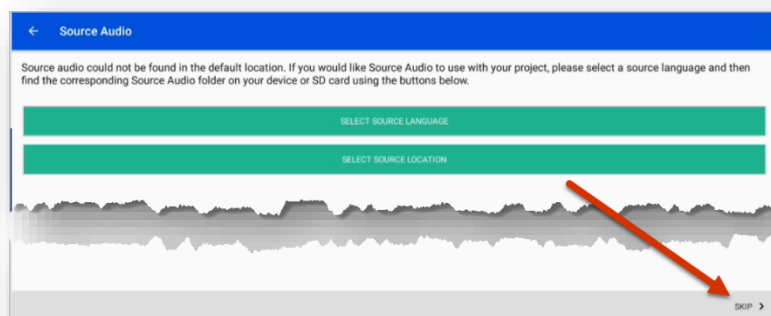 Source Audio
Source audio could not be found in the default location. If you would like Source Audio to use with your project, please select a source language and then
find the corresponding Source Audio folder on your device or SD card using the buttons below.
SELECT SOURCE LANGUAGE
SELECT SOURCE LOCATION
SKIP